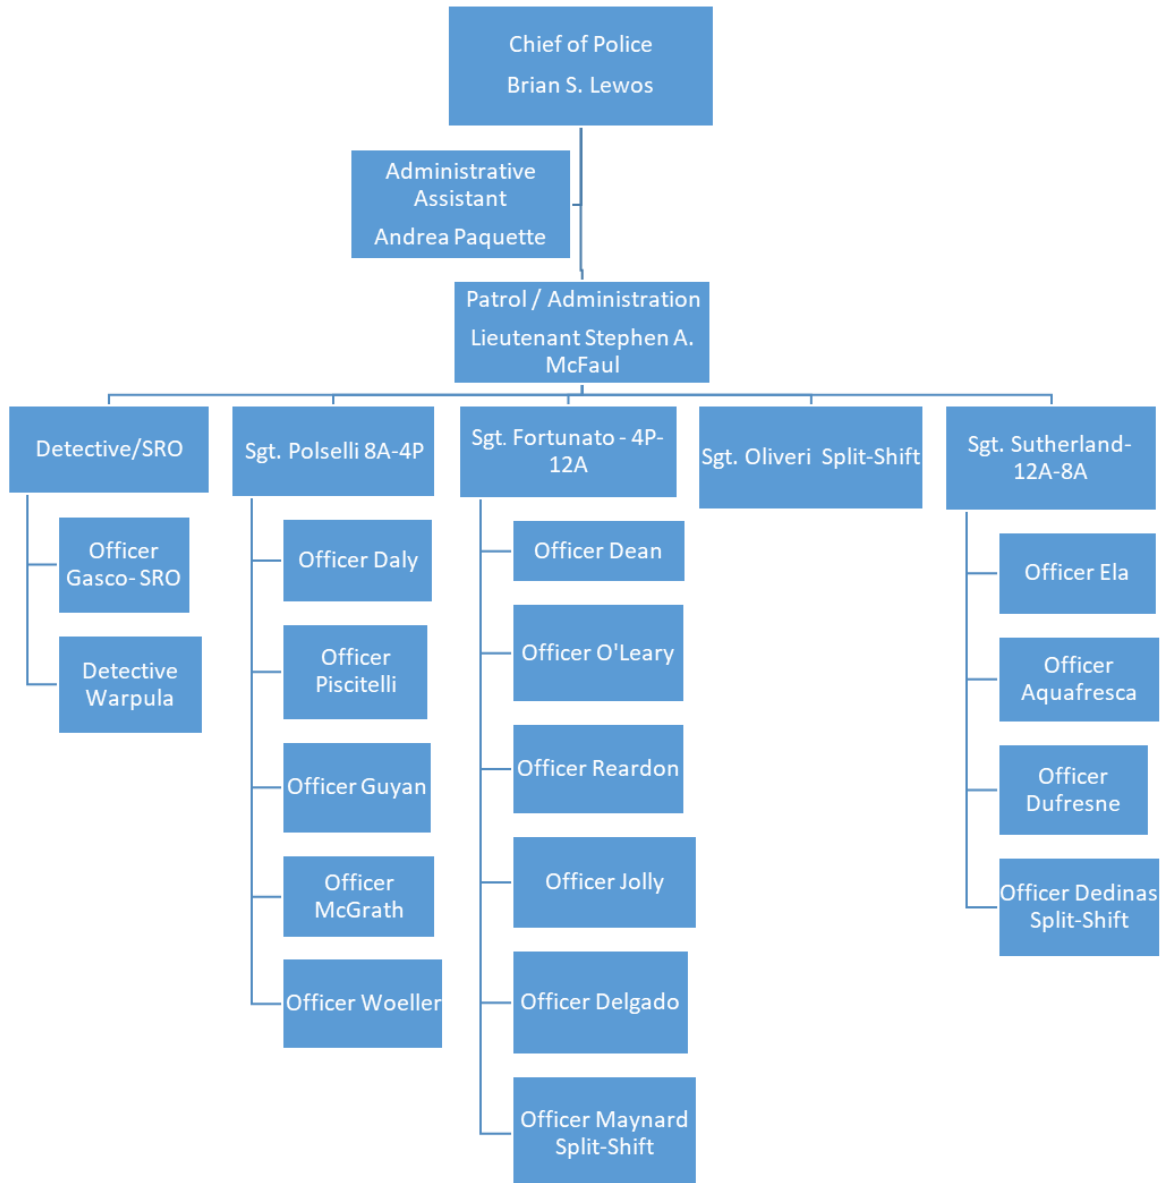 Chief of Police
Brian S. Lewos
Administrative
Assistant
Andrea Paquette
Patrol / Administration
Lieutenant Stephen A.
McFaul
Detective/SRO
Officer
Gasco- SRO
Detective
Warpula
Sgt. Polselli 8A-4P
Officer Daly
Officer
Piscitelli
Officer Guyan
Officer
McGrath
Officer Woeller
Sgt. Fortunato - 4P-
12A
Officer Dean
Officer O'Leary
Officer Reardon
Officer Jolly
Officer Delgado
Officer Maynard
Split-Shift
Sgt. Oliveri  Split-Shift
Sgt. Sutherland-
12A-8A
Officer Ela
Officer
Aquafresca
Officer
Dufresne
Officer Dedinas
Split-Shift